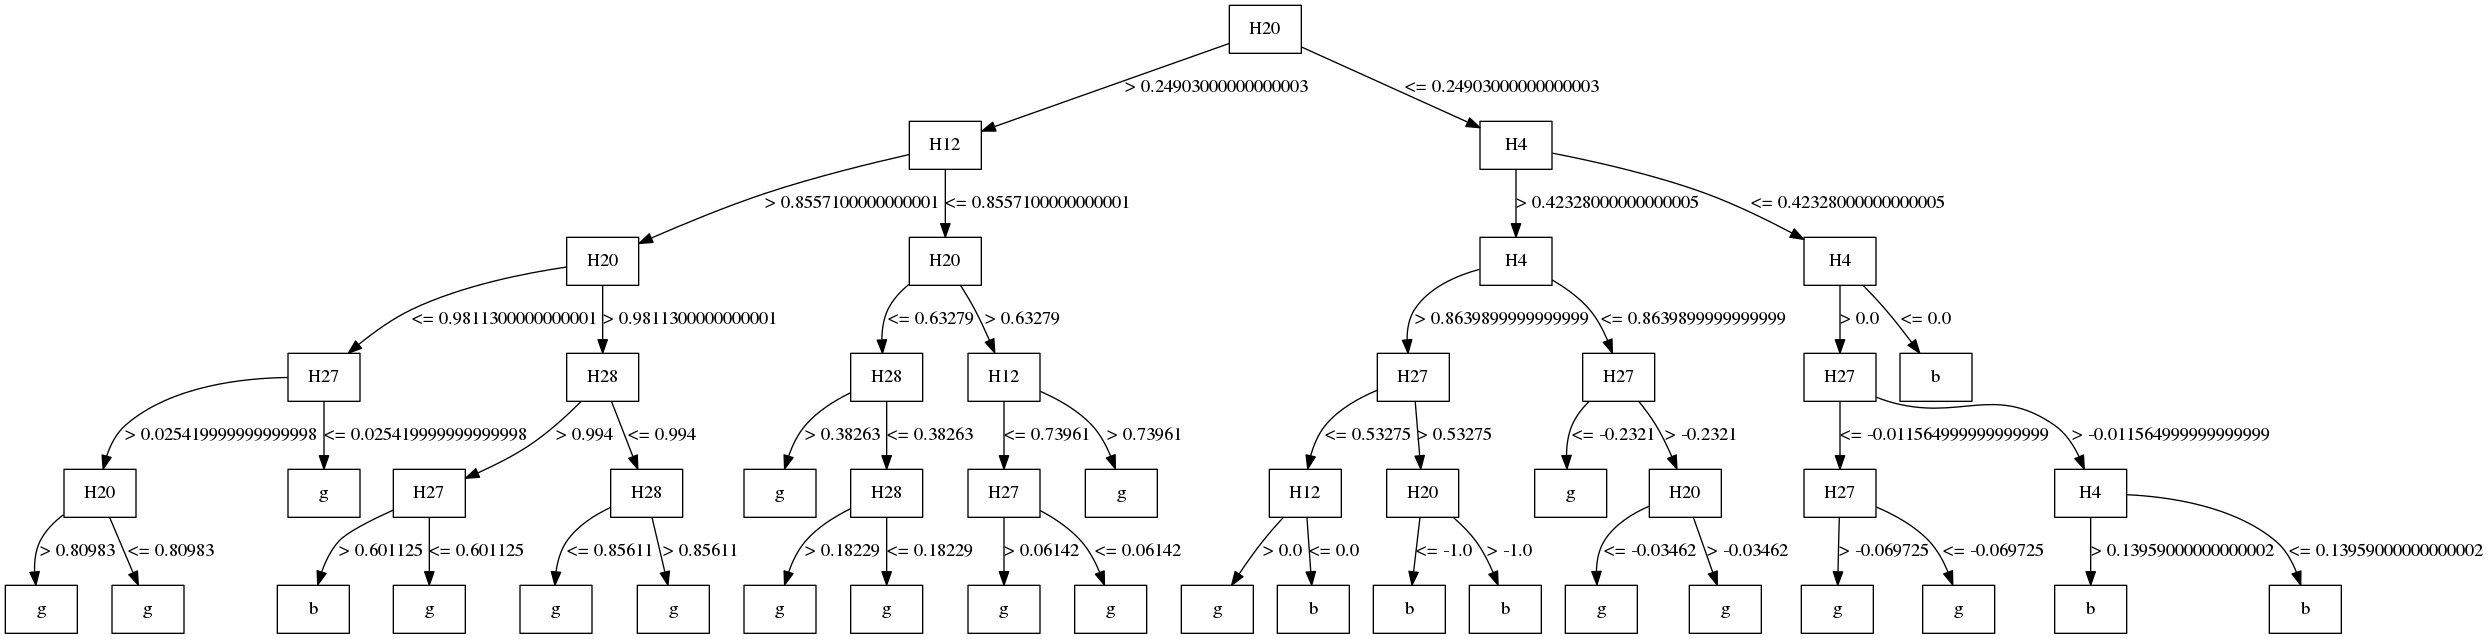 H20
> 0.24903000000000003 <= 0.24903000000000003
H12 H4
> 0.8557100000000001 <= 0.8557100000000001 > 0.42328000000000005 <= 0.42328000000000005
H20 H20 H4 H4
<= 0.9811300000000001 > 0.9811300000000001 <= 0.63279 > 0.63279 > 0.8639899999999999 <= 0.8639899999999999 > 0.0 <= 0.0
H27 H28 H28 H12 H27 H27 H27 b
> 0.025419999999999998 <= 0.025419999999999998 > 0.994 <= 0.994 > 0.38263 <= 0.38263 <= 0.73961 > 0.73961 <= 0.53275 > 0.53275 <= -0.2321 > -0.2321 <= -0.011564999999999999 > -0.011564999999999999
H20 g H27 H28 g H28 H27 g H12 H20 g H20 H27 H4
> 0.80983 <= 0.80983 > 0.601125 <= 0.601125 <= 0.85611 > 0.85611 > 0.18229 <= 0.18229 > 0.06142 <= 0.06142 > 0.0 <= 0.0 <= -1.0 > -1.0 <= -0.03462 > -0.03462 > -0.069725 <= -0.069725 > 0.13959000000000002 <= 0.13959000000000002
g g b g g g g g g g g b b b g g g g b b